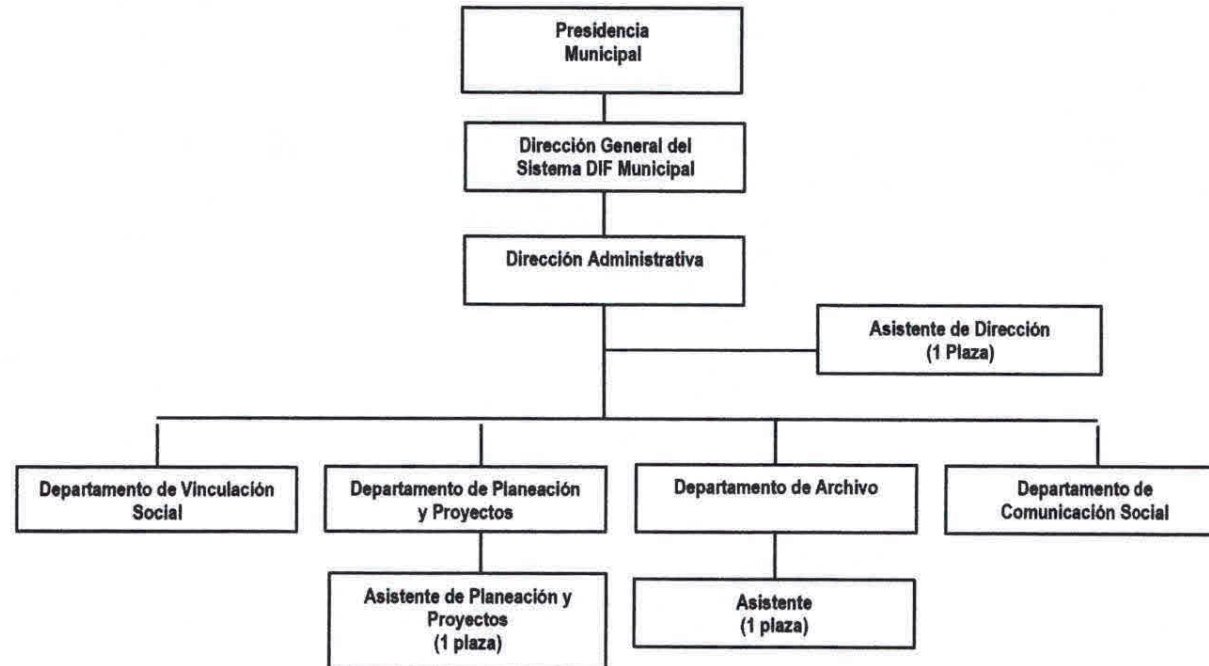 Presidencia
Municipal
Dirección General del
Sistema DIF Municipal
Dirección Administrativa
Asistente de Dirección
(1 Plaza)
Departamento de Vinculación
Social
Departamento de Planeación
y Proyectos
Departamento de Archivo
Departamento de
Comunicación Social
Asistente de Planeación y
Proyectos
(1 plaza)
Asistente
(1 plaza)